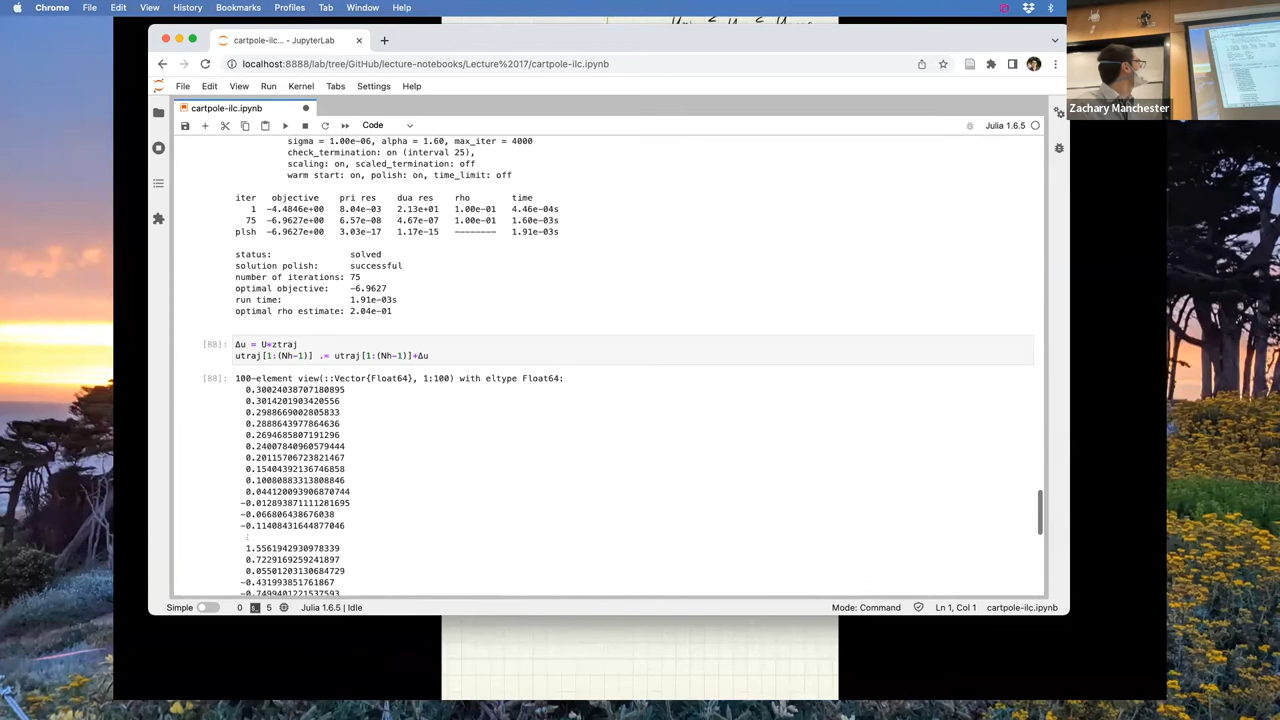 Chrome File Edit View History Bookmarks Profiles Tab Window Help
cartpole-ilc... - JupyterLab
localhost:8888/lab/tree/GitHub/lecture-notebooks/Lecture%2017/cartpole-ilc.ipynb
File Edit View Run Kernel Tabs Settings Help
Zachary Manchester
cartpole-ilc.ipynb
Code
Julia 1.6.5
sigma = 1.00e-06, alpha = 1.60, max_iter = 4000
check_termination: on (interval 25),
scaling: on, scaled_termination: off
warm start: on, polish: on, time_limit: off
iter objective pri res dua res rho time
1 -4.4846e+00 8.04e-03 2.13e+01 1.00e-01 4.46e-04s
75 -6.9627e+00 6.57e-08 4.67e-07 1.00e-01 1.60e-03s
plsh -6.9627e+00 3.03e-17 1.17e-15 -------- 1.91e-03s
status: solved
solution polish: successful
number of iterations: 75
optimal objective: -6.9627
run time: 1.91e-03s
optimal rho estimate: 2.04e-01
[88]: Δu = U*ztraj
utraj[1:(Nh-1)] .= utraj[1:(Nh-1)]+Δu
[88]: 100-element view(::Vector{Float64}, 1:100) with eltype Float64:
0.30024038707180895
0.3014201903420556
0.2988669002805833
0.2888643977864636
0.2694685807191296
0.24007840960579444
0.20115706723821467
0.15404392136746858
0.10080883313808846
0.044120093906870744
-0.012893871111281695
-0.066806438676038
-0.11408431644877046
⋮
1.5561942930978339
0.7229169259241897
0.05501203130684729
-0.431993851761867
-0.7499401221537593
Simple 0 5 Julia 1.6.5 | Idle Mode: Command Ln 1, Col 1 cartpole-ilc.ipynb